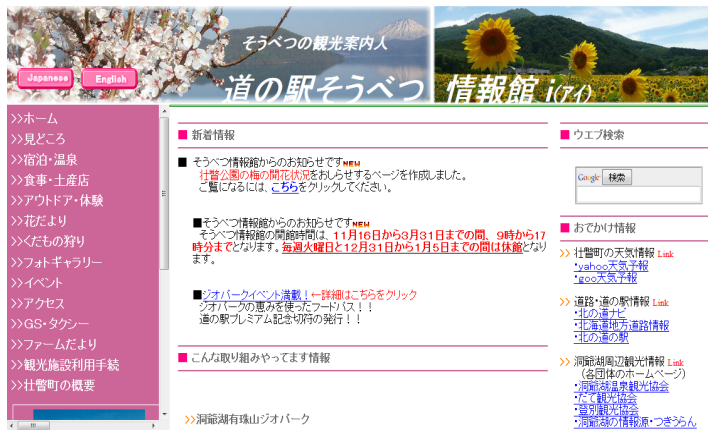 そうべつの観光案内人
道の駅そうべつ 情報館 i(アイ)
Japanese
English
>>ホーム
>>見どころ
>>宿泊・温泉
>>食事・土産店
>>アウトドア・体験
>>花だより
>>くだもの狩り
>>フォトギャラリー
>>イベント
>>アクセス
>>GS・タクシー
>>ファームだより
>>観光施設利用手続
>>壮瞥町の概要
■ 新着情報
■ そうべつ情報館からのお知らせですNEW
壮瞥公園の梅の開花状況をおしらせするページを作成しました。
ご覧になるには、こちらをクリックしてください。
■そうべつ情報館からのお知らせですNEW
そうべつ情報館の開館時間は、11月16日から3月31日までの間、9時から17
時分までとなります。毎週火曜日と12月31日から1月5日までの間は休館となり
ます。
■ジオパークイベント満載！←詳細はこちらをクリック
ジオパークの恵みを使ったフードバス！！
道の駅プレミアム記念切符の発行！！
■ こんな取り組みやってます情報
>>洞爺湖有珠山ジオパーク
■ ウエブ検索
Google 検索
■ おでかけ情報
>> 壮瞥町の天気情報 Link
・yahoo天気予報
・goo天気予報
>> 道路・道の駅情報 Link
・北の道ナビ
・北海道地方道路情報
・北の道の駅
>> 洞爺湖周辺観光情報 Link
（各団体のホームページ）
・洞爺湖温泉観光協会
・だて観光協会
・登別観光協会
・洞爺湖の情報源・つきうらん